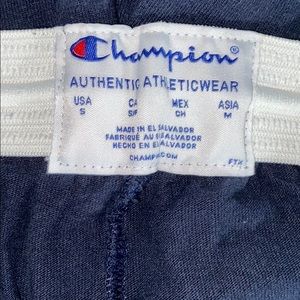 Champion®
AUTHENTIC ATHLETICWEAR
USA CA MEX ASIA
S S/P CH M
MADE IN EL SALVADOR
FABRIQUÉ AU EL SALVADOR
HECHO EN EL SALVADOR
CHAMPION.COM
FTX